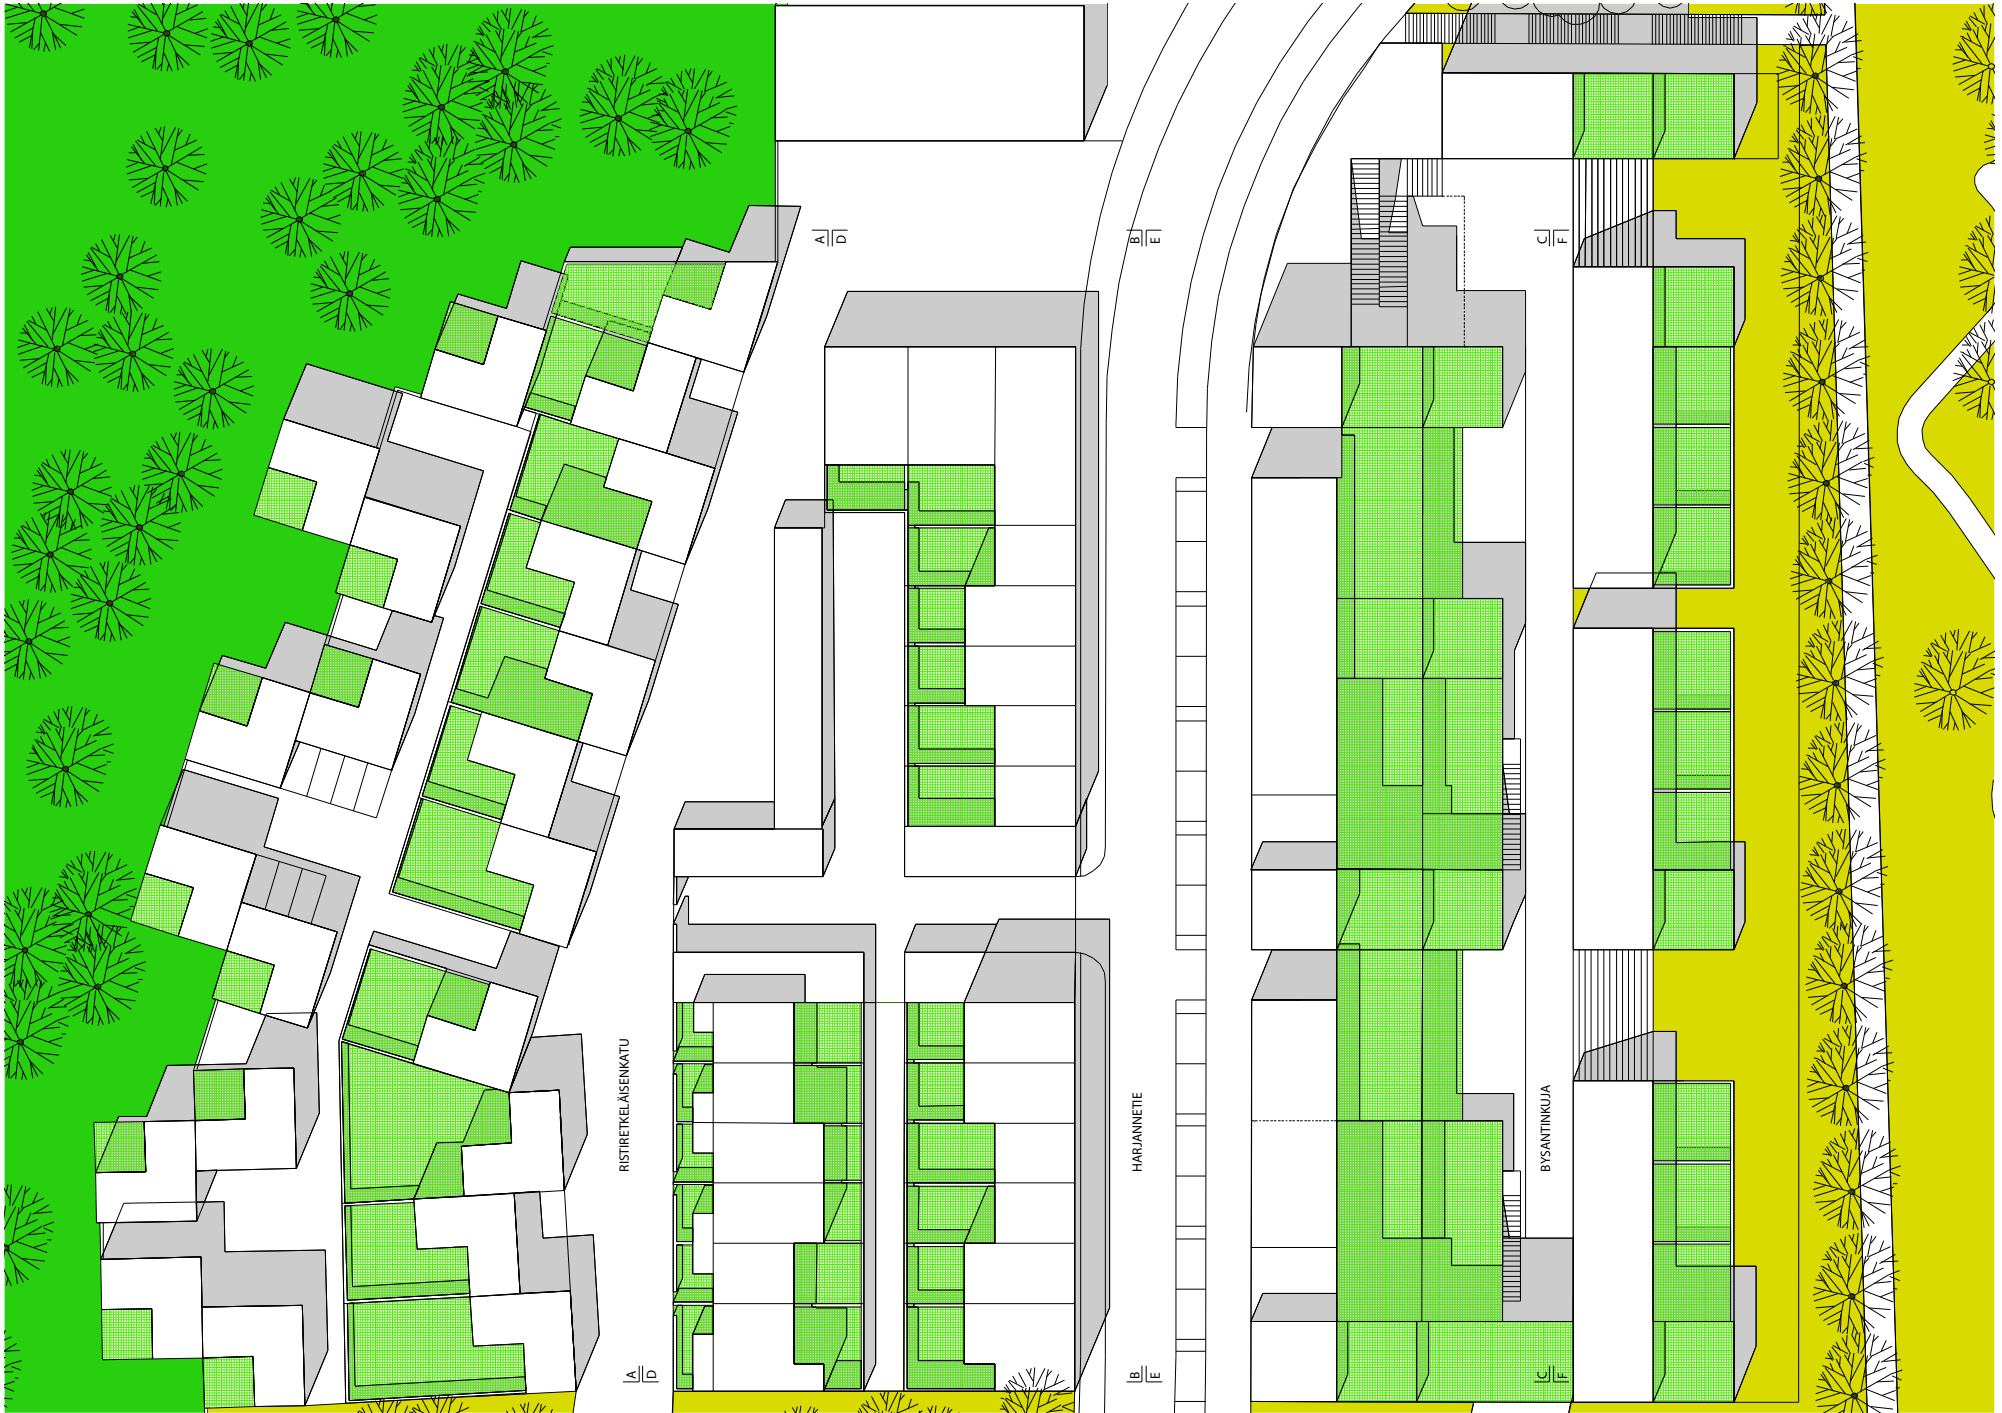 A
D
B
E
C
F
RISTIRETKELÄISENKATU
HARJANNETIE
BYSANTINKUJA
A
D
B
E
C
F